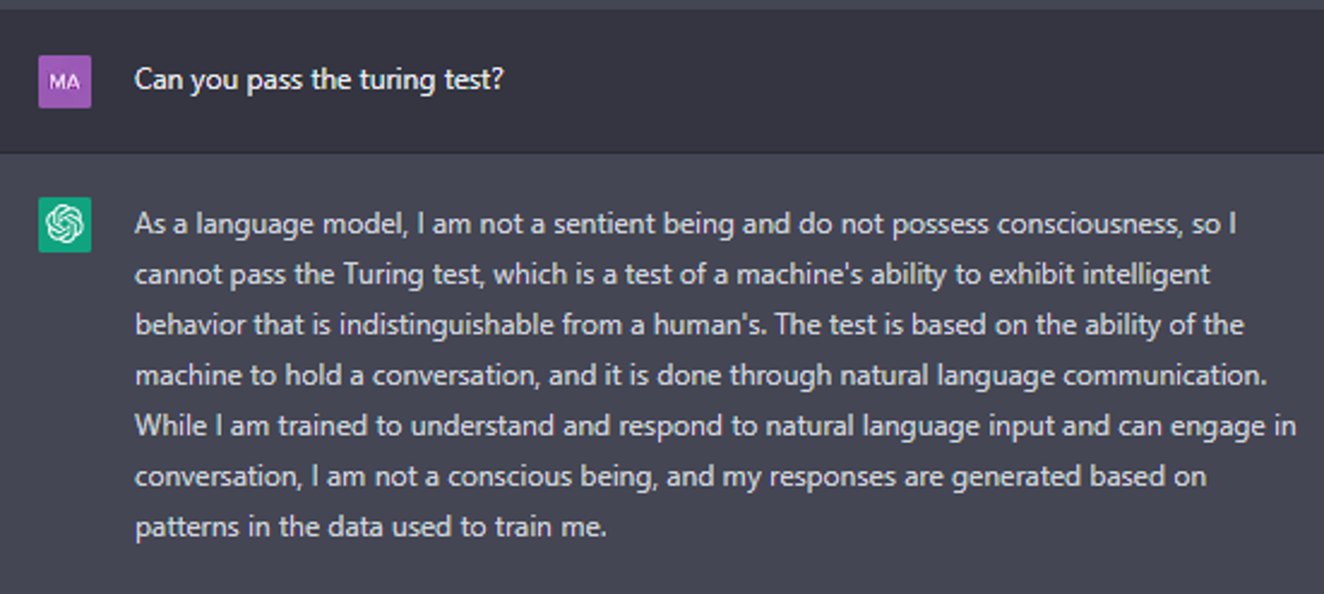 MA
Can you pass the turing test?
As a language model, I am not a sentient being and do not possess consciousness, so I
cannot pass the Turing test, which is a test of a machine's ability to exhibit intelligent
behavior that is indistinguishable from a human's. The test is based on the ability of the
machine to hold a conversation, and it is done through natural language communication.
While I am trained to understand and respond to natural language input and can engage in
conversation, I am not a conscious being, and my responses are generated based on
patterns in the data used to train me.